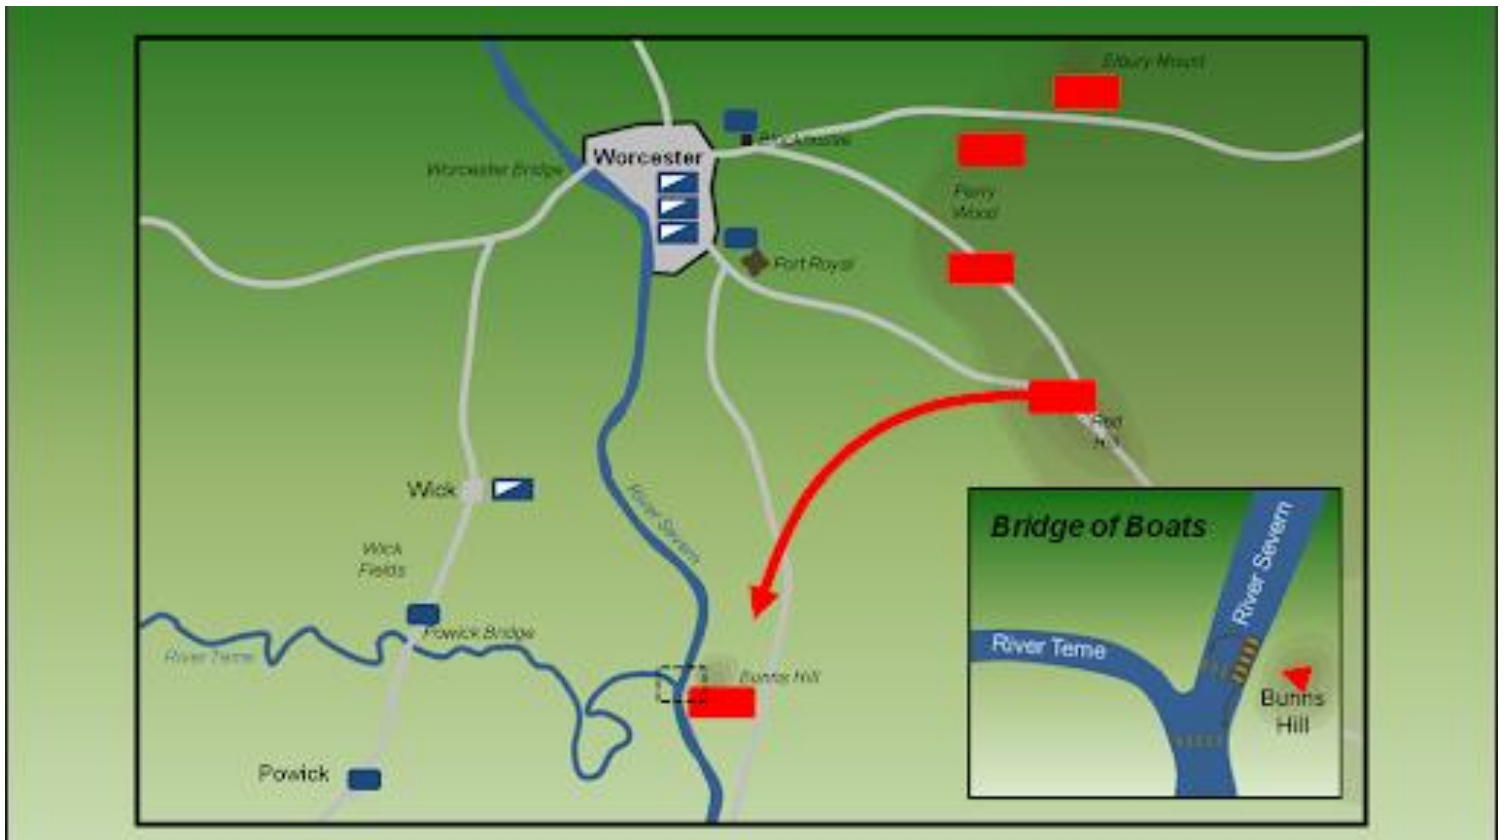 Elbury Mount
Worcester
Worcester Bridge
Perry
Wood
Fort Royal
Red
Hill
Wick
River Severn
Wick
Fields
Powick Bridge
River Teme
Bunns Hill
Powick
Bridge of Boats
River Severn
River Teme
Bunns
Hill